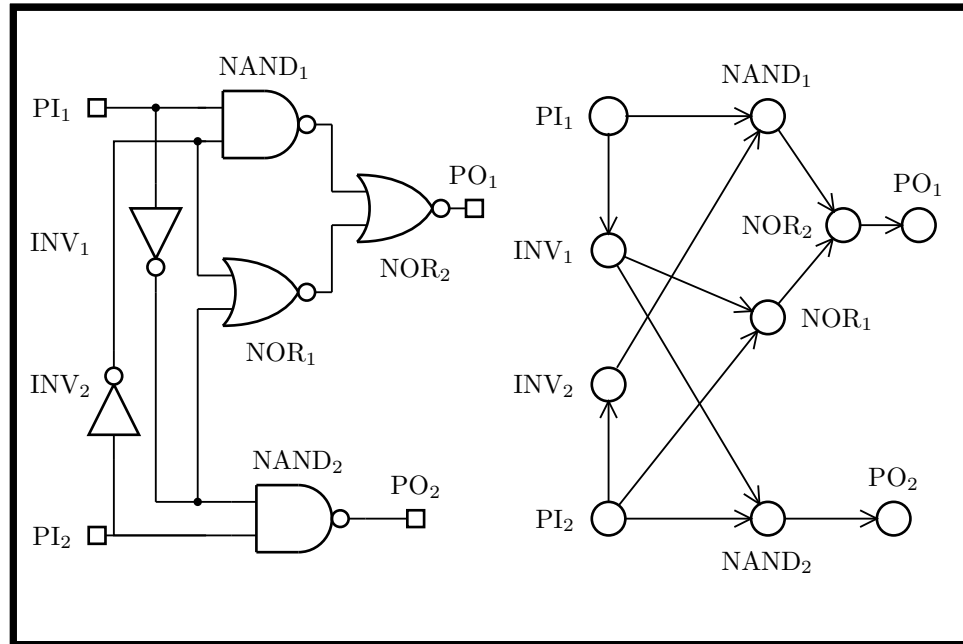 NAND₁
PI₁
PO₁
INV₁
NOR₂
NOR₁
INV₂
NAND₂
PO₂
PI₂
NAND₁
PI₁
PO₁
NOR₂
INV₁
NOR₁
INV₂
PO₂
PI₂
NAND₂